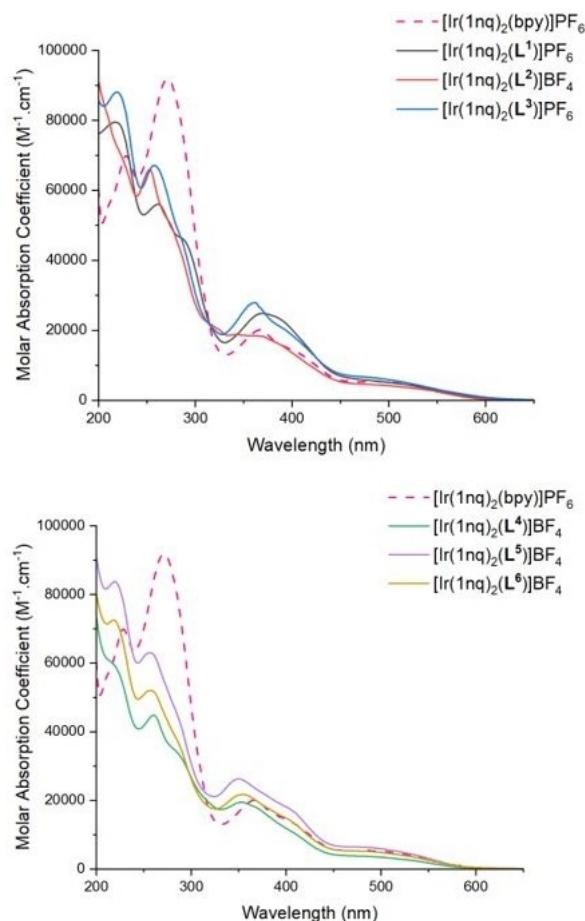 [Ir(1nq)₂(bpy)]PF₆
[Ir(1nq)₂(L¹)]PF₆
[Ir(1nq)₂(L²)]BF₄
[Ir(1nq)₂(L³)]PF₆
Molar Absorption Coefficient (M⁻¹.cm⁻¹)
100000
80000
60000
40000
20000
0
200 300 400 500 600
Wavelength (nm)
[Ir(1nq)₂(bpy)]PF₆
[Ir(1nq)₂(L⁴)]BF₄
[Ir(1nq)₂(L⁵)]BF₄
[Ir(1nq)₂(L⁶)]BF₄
Molar Absorption Coefficient (M⁻¹.cm⁻¹)
100000
80000
60000
40000
20000
0
200 300 400 500 600
Wavelength (nm)